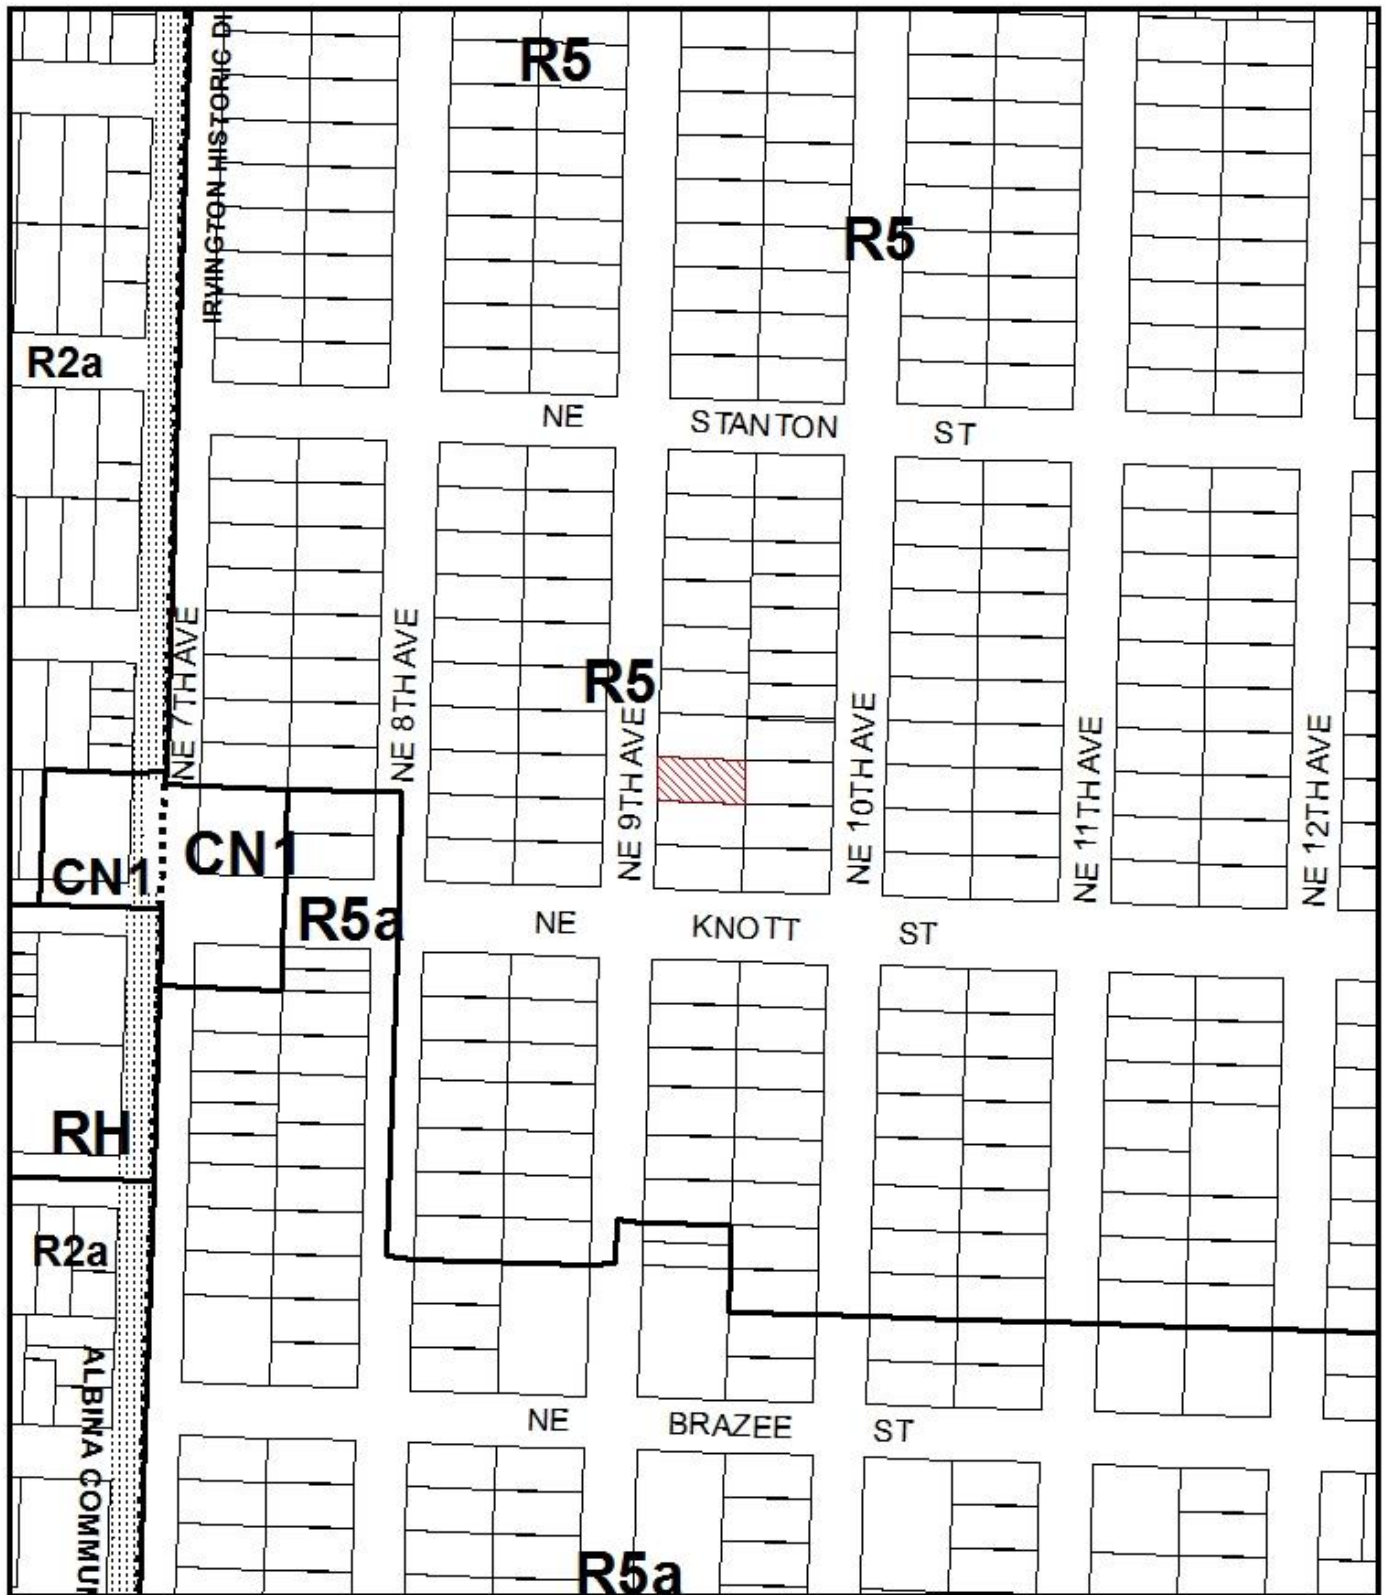 IRVINGTON HISTORIC DI
R5
R5
R2a
NE STANTON ST
NE 7TH AVE
NE 8TH AVE
R5
NE 9TH AVE
NE 10TH AVE
NE 11TH AVE
NE 12TH AVE
CN1
CN1
R5a
NE KNOTT ST
RH
R2a
ALBINA COMMUN
NE BRAZEE ST
R5a